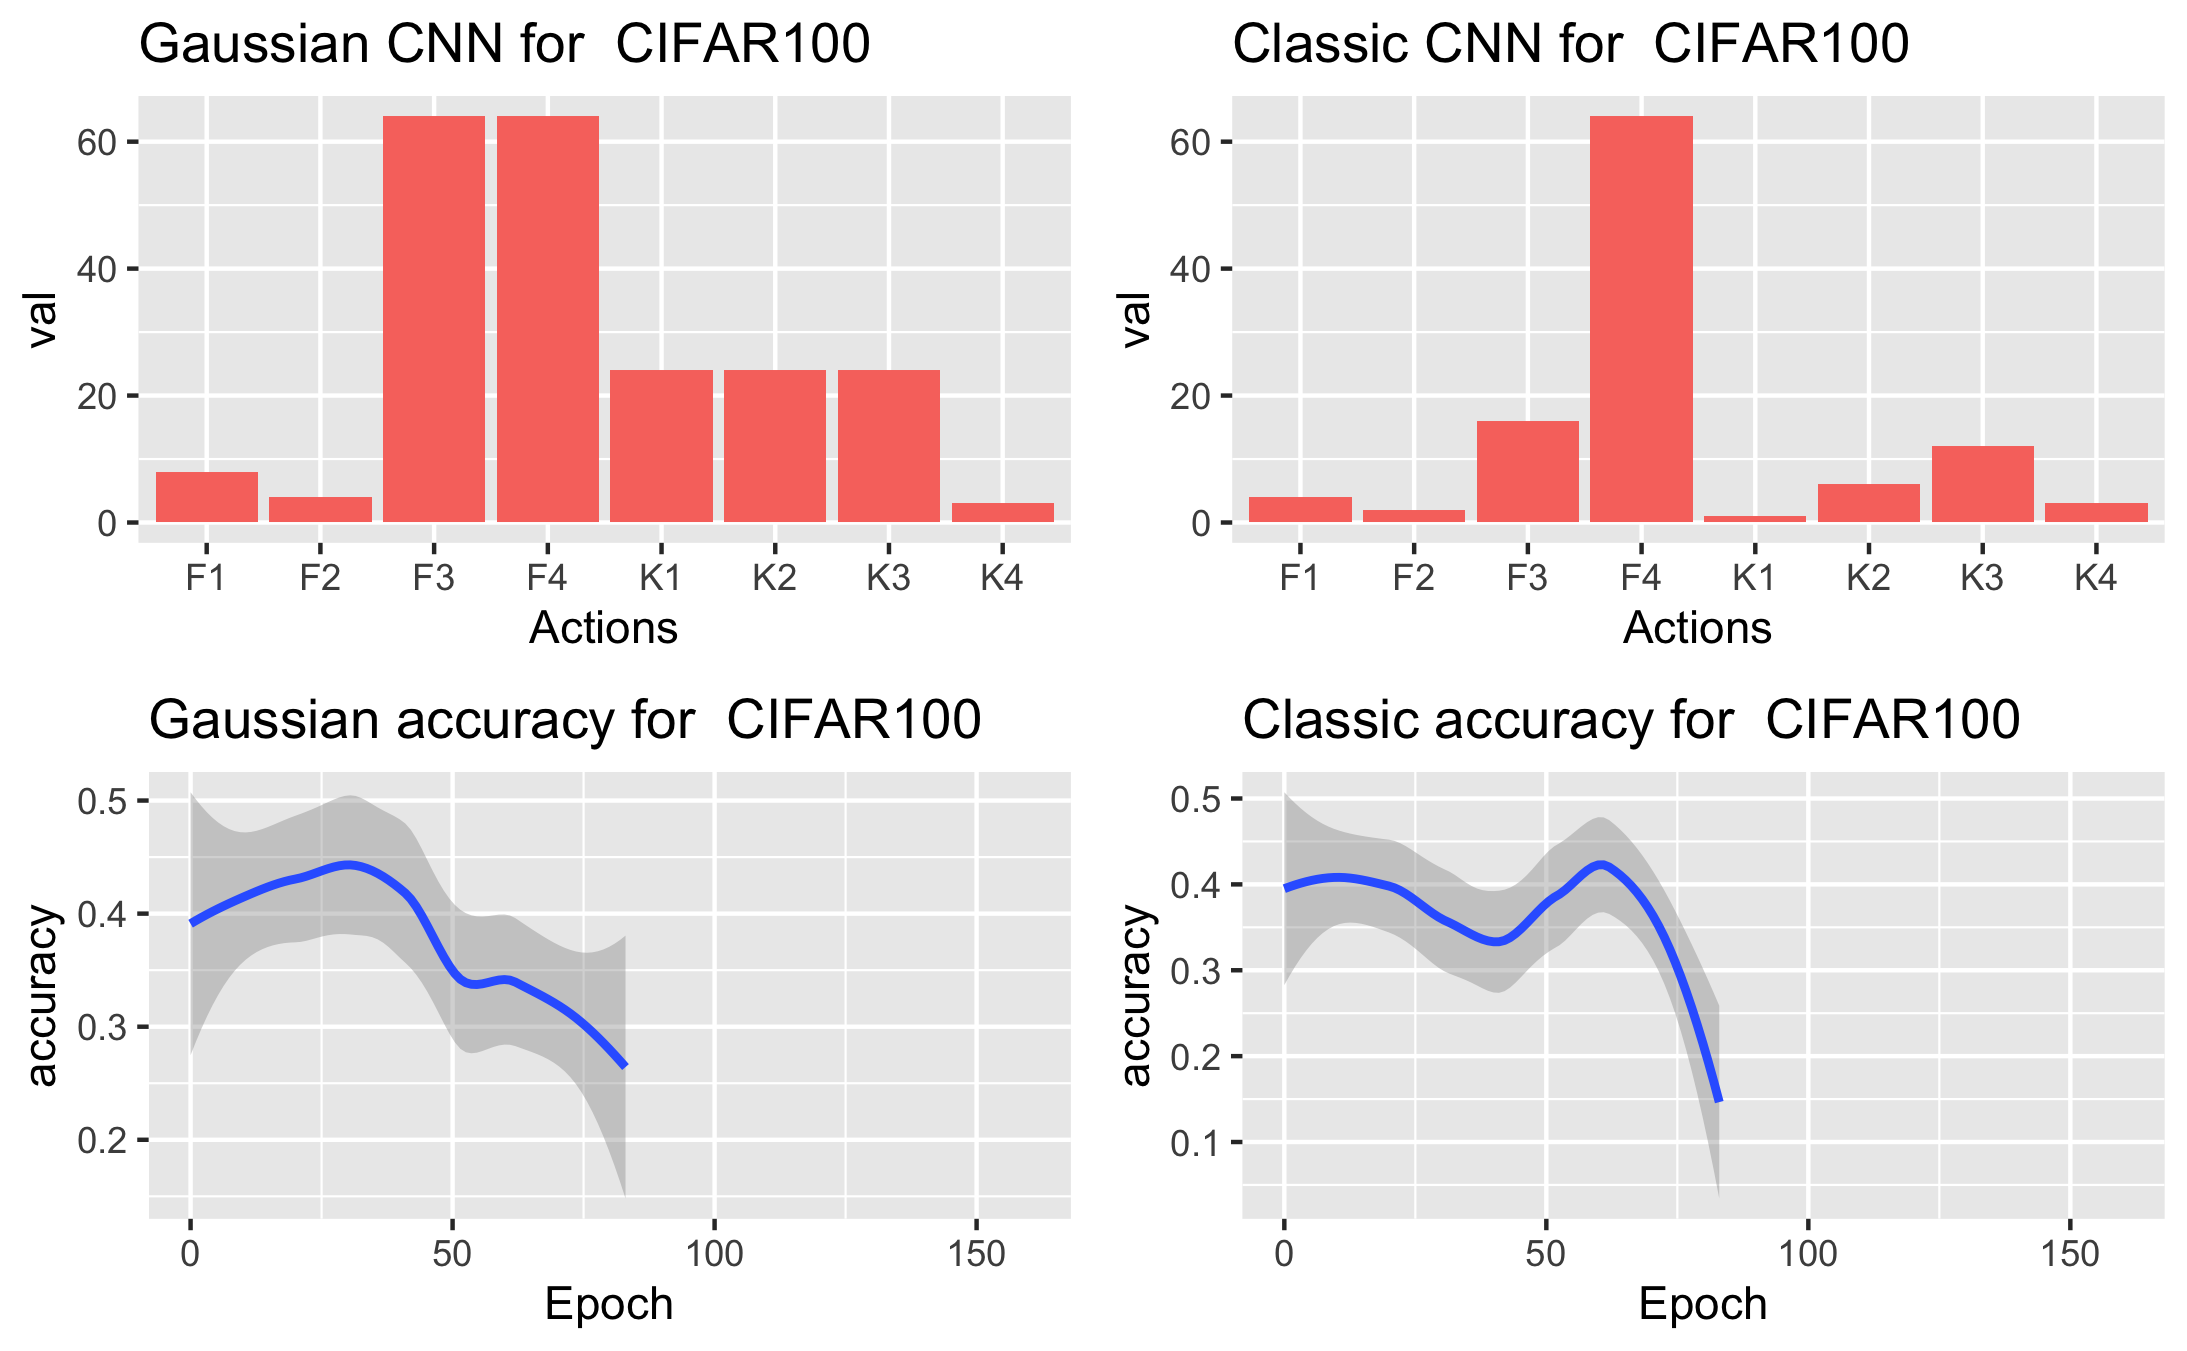 Gaussian CNN for  CIFAR100
60
40
20
0
val
F1 F2 F3 F4 K1 K2 K3 K4
Actions
Classic CNN for  CIFAR100
60
40
20
0
val
F1 F2 F3 F4 K1 K2 K3 K4
Actions
Gaussian accuracy for  CIFAR100
0.5
0.4
0.3
0.2
accuracy
0 50 100 150
Epoch
Classic accuracy for  CIFAR100
0.5
0.4
0.3
0.2
0.1
accuracy
0 50 100 150
Epoch